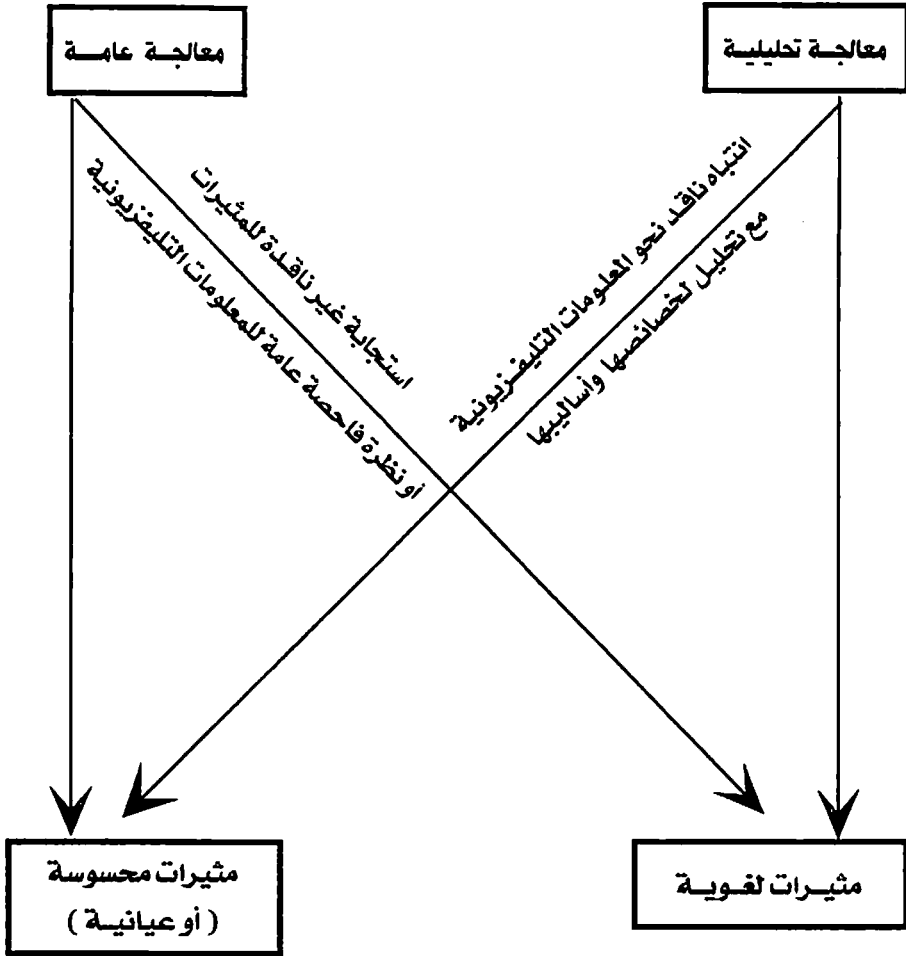 معالجة تحليلية
معالجة عامة
انتباه ناقد نحو المعلومات التليفزيونية
مع تحليل لخصائصها وأساليبها
استجابة غير ناقدة للمثيرات
أو نظرة فاحصة عامة للمعلومات التليفزيونية
مثيرات لغوية
مثيرات محسوسة
( أو عيانية )